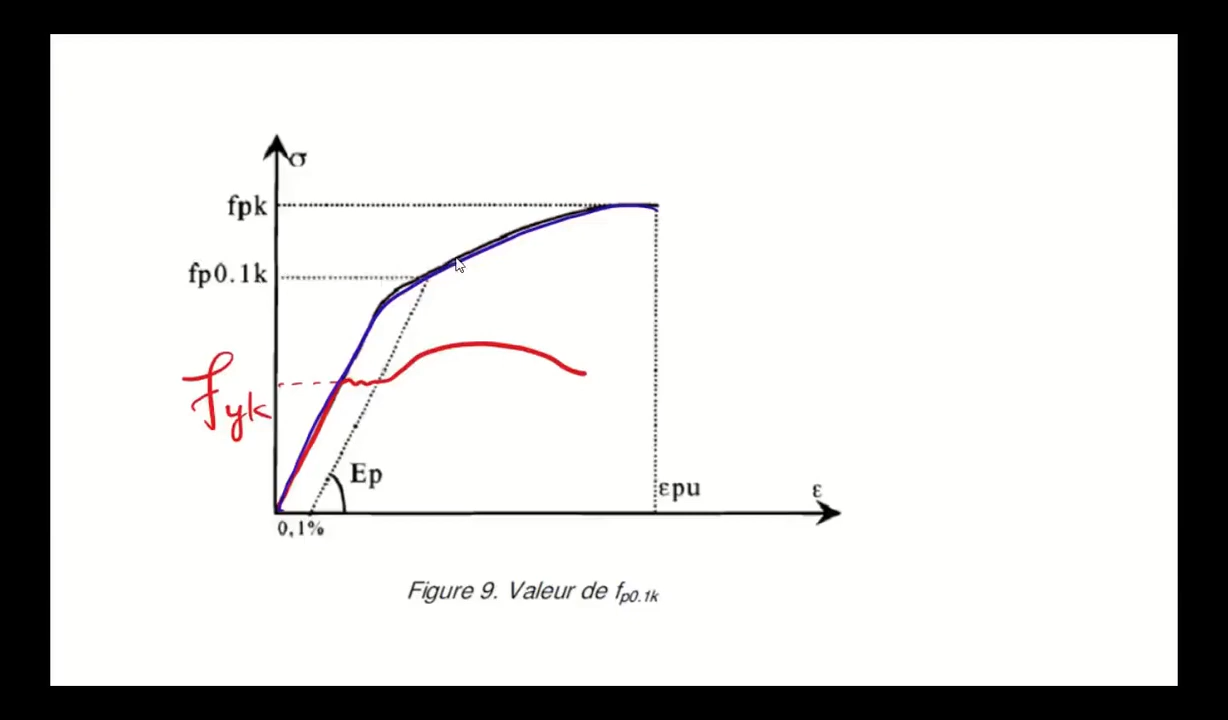 σ
fpk
fp0.1k
fyk
Ep
εpu
ε
0,1%
Figure 9. Valeur de fp0.1k